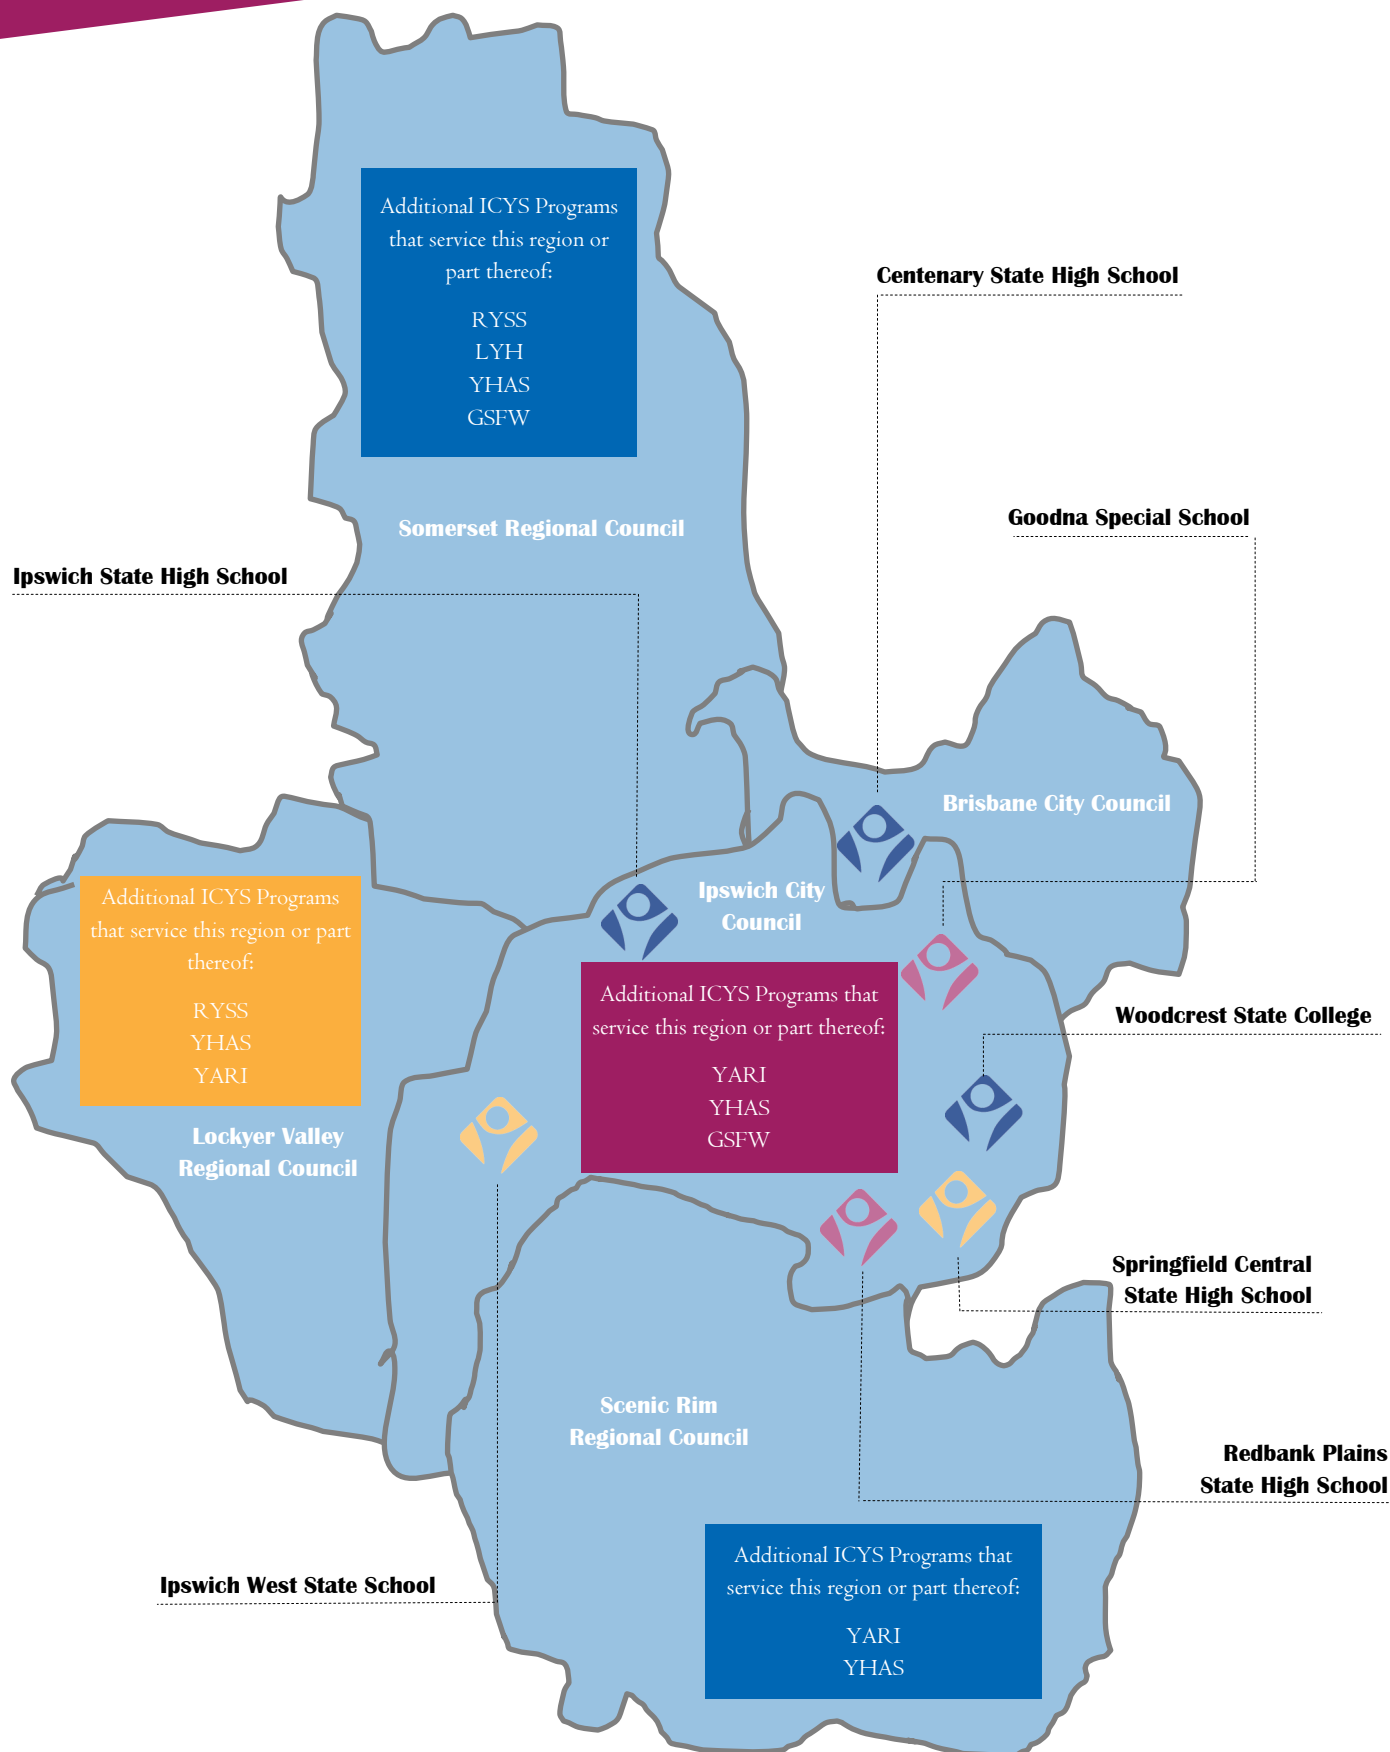 Additional ICYS Programs
that service this region or
part thereof:
RYSS
LYH
YHAS
GSFW
Centenary State High School
Somerset Regional Council
Goodna Special School
Ipswich State High School
Brisbane City Council
Ipswich City
Council
Additional ICYS Programs
that service this region or part
thereof:
RYSS
YHAS
YARI
Additional ICYS Programs that
service this region or part thereof:
YARI
YHAS
GSFW
Woodcrest State College
Lockyer Valley
Regional Council
Springfield Central
State High School
Scenic Rim
Regional Council
Redbank Plains
State High School
Additional ICYS Programs that
service this region or part thereof:
YARI
YHAS
Ipswich West State School